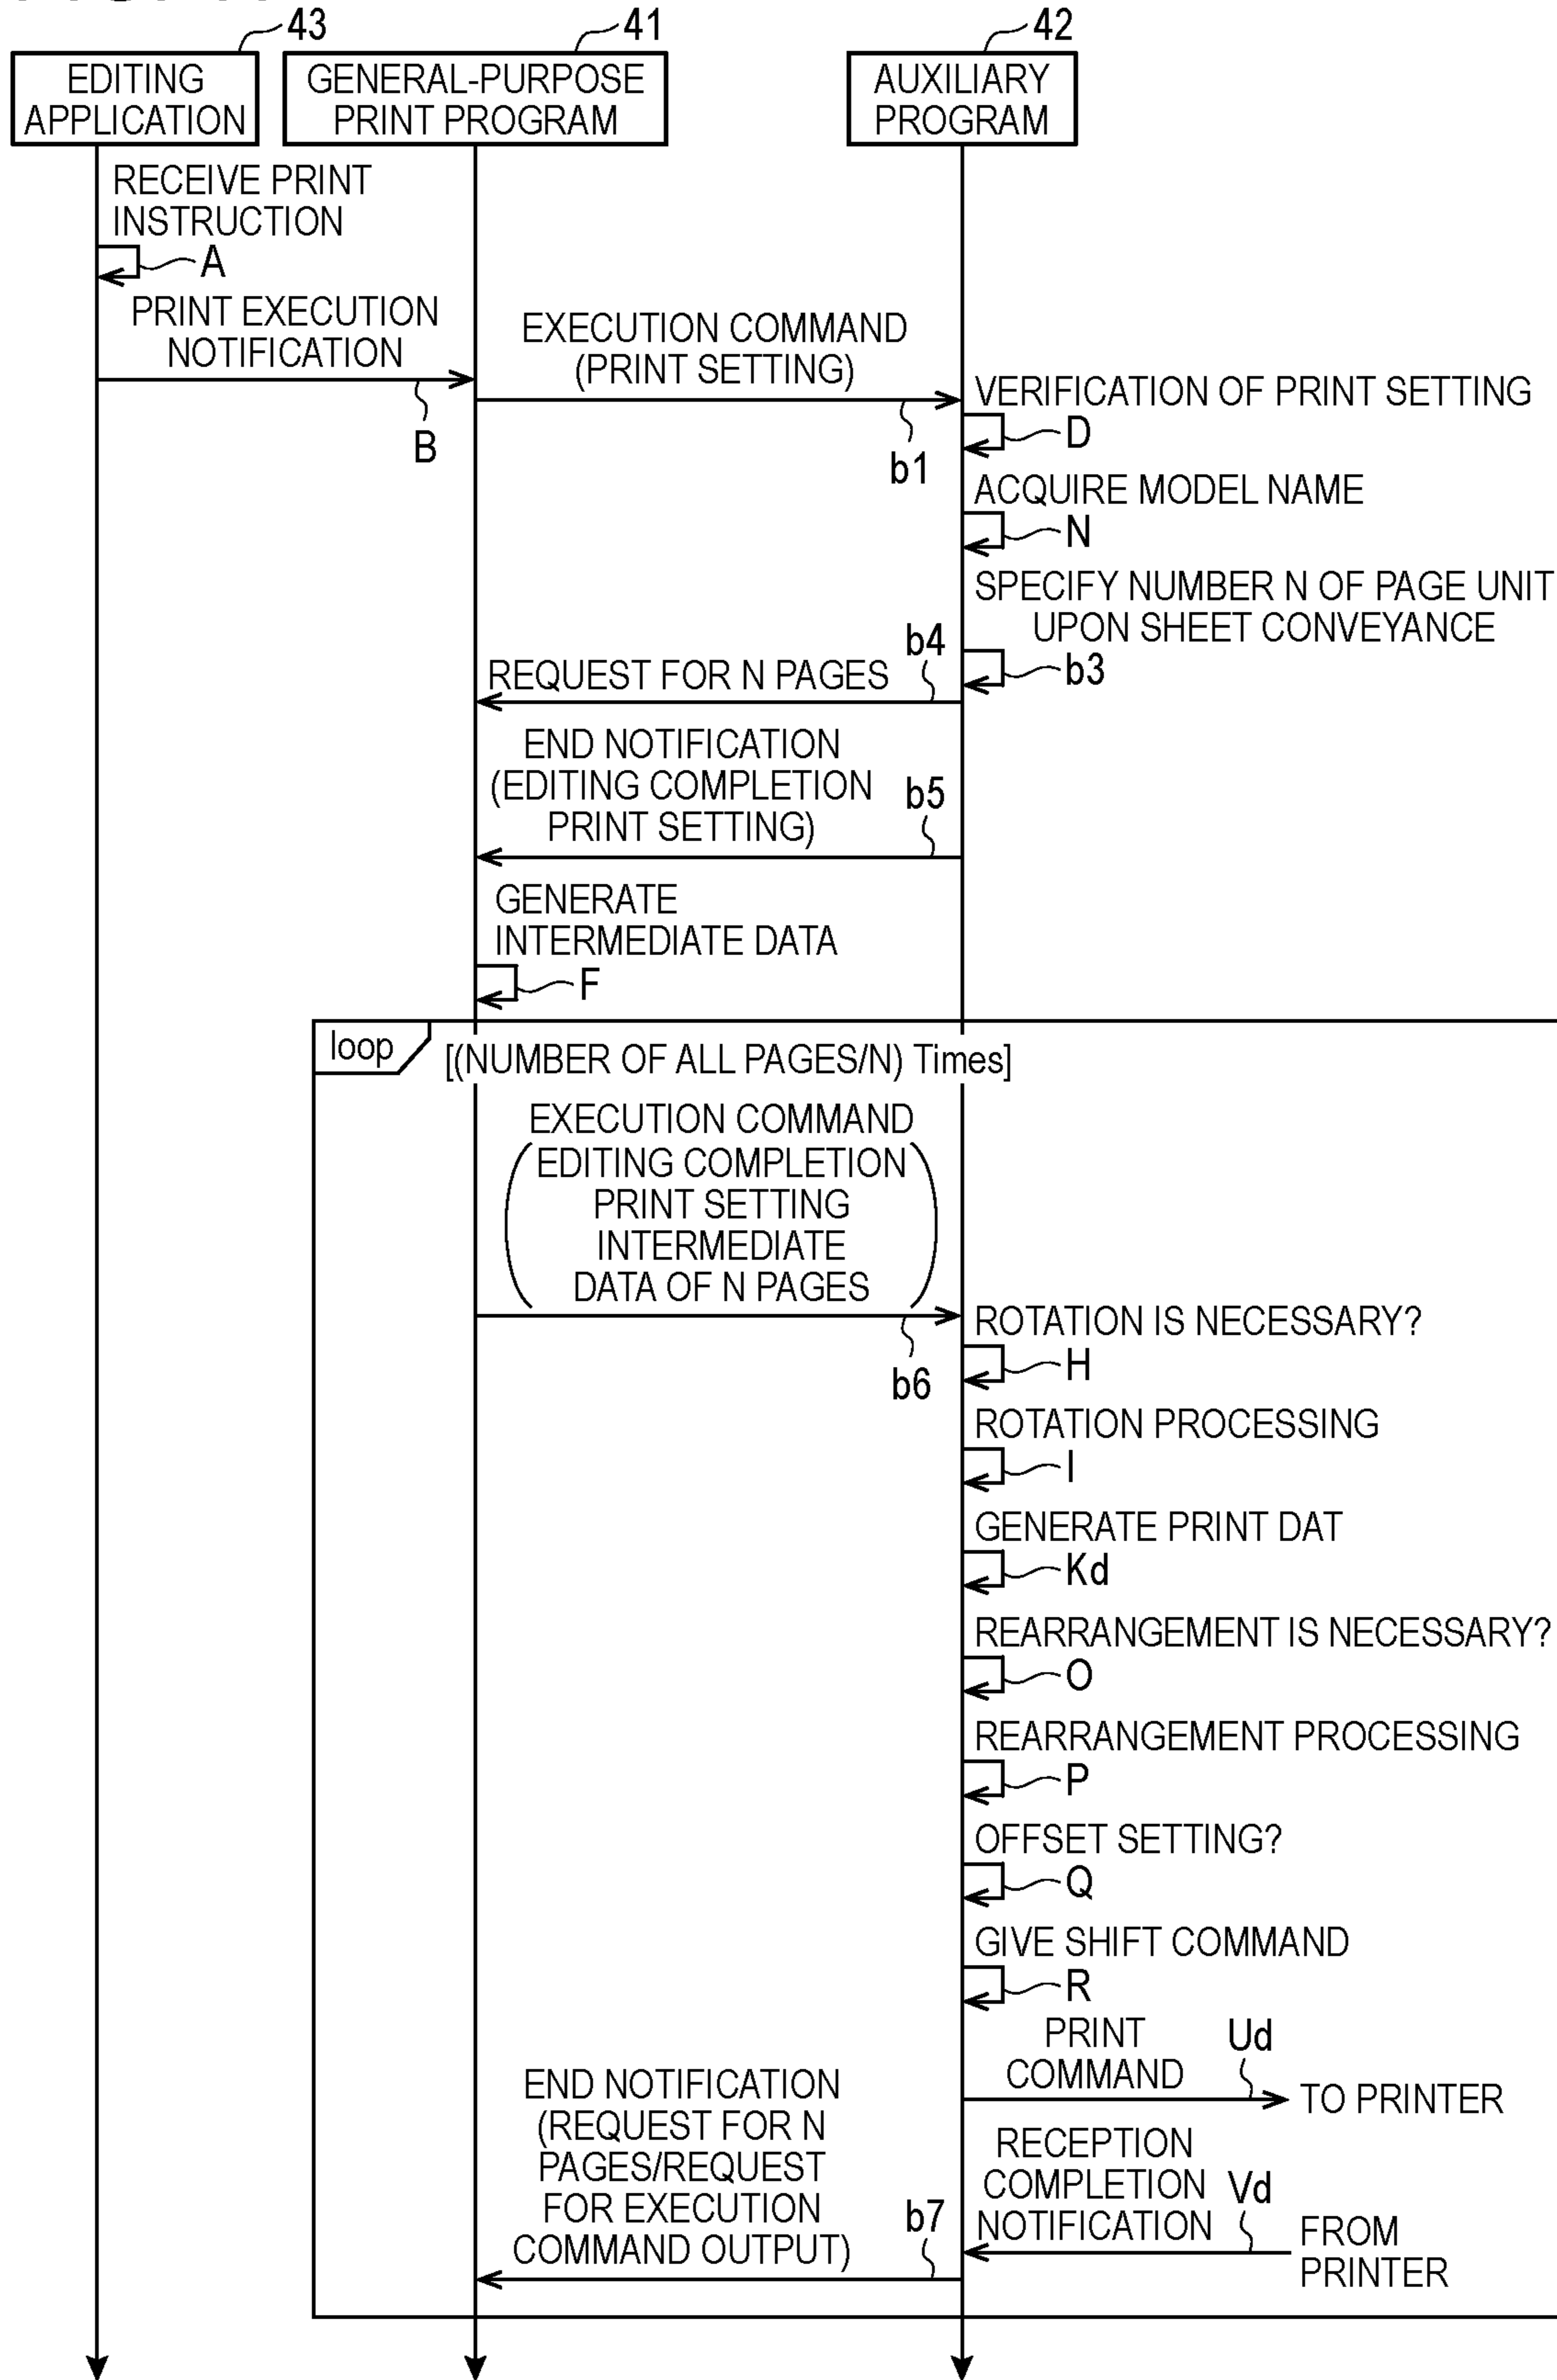 43
41
42
EDITING
APPLICATION
GENERAL-PURPOSE
PRINT PROGRAM
AUXILIARY
PROGRAM
RECEIVE PRINT
INSTRUCTION
A
PRINT EXECUTION
NOTIFICATION
B
EXECUTION COMMAND
(PRINT SETTING)
b1
VERIFICATION OF PRINT SETTING
D
ACQUIRE MODEL NAME
N
SPECIFY NUMBER N OF PAGE UNIT
UPON SHEET CONVEYANCE
b3
b4
REQUEST FOR N PAGES
END NOTIFICATION
(EDITING COMPLETION
PRINT SETTING)
b5
GENERATE
INTERMEDIATE DATA
F
loop
[(NUMBER OF ALL PAGES/N) Times]
EXECUTION COMMAND
(EDITING COMPLETION
PRINT SETTING
INTERMEDIATE
DATA OF N PAGES)
b6
ROTATION IS NECESSARY?
H
ROTATION PROCESSING
I
GENERATE PRINT DAT
Kd
REARRANGEMENT IS NECESSARY?
O
REARRANGEMENT PROCESSING
P
OFFSET SETTING?
Q
GIVE SHIFT COMMAND
R
PRINT
COMMAND
Ud
TO PRINTER
RECEPTION
COMPLETION
NOTIFICATION
Vd
FROM
PRINTER
END NOTIFICATION
(REQUEST FOR N
PAGES/REQUEST
FOR EXECUTION
COMMAND OUTPUT)
b7